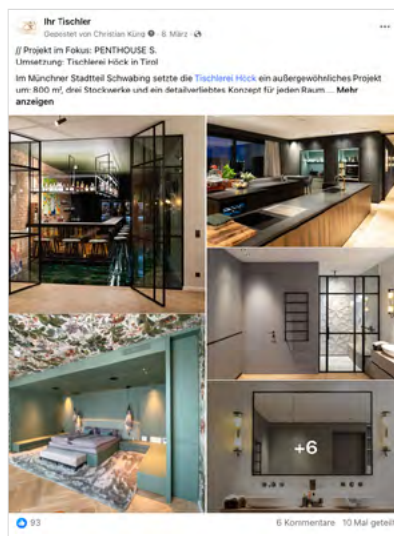 Ihr Tischler
Gepostet von Christian Küng · 6. März ·
// Projekt im Fokus: PENTHOUSE S.
Umsetzung: Tischlerei Höck in Tirol
Im Münchner Stadtteil Schwabing setzte die Tischlerei Höck ein außergewöhnliches Projekt
um: 800 m², drei Stockwerke und ein detailverliebtes Konzept für jeden Raum.... Mehr
anzeigen
+6
93
6 Kommentare 10 Mal geteilt